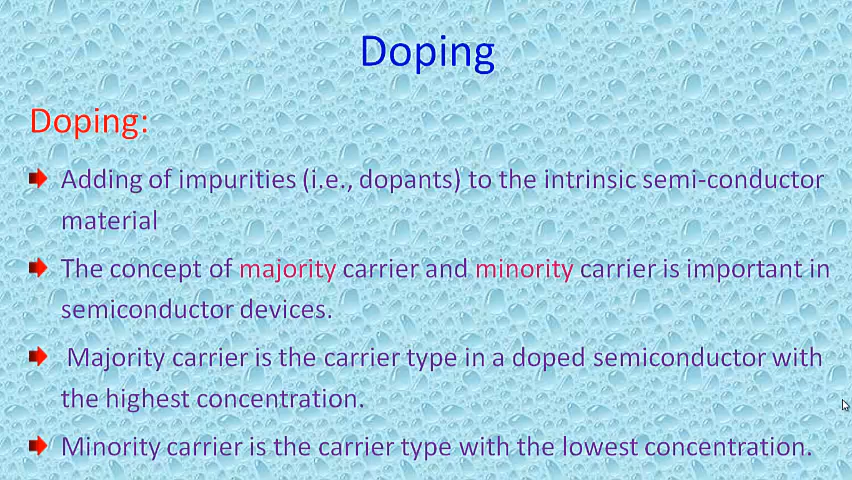 Doping
Doping:
Adding of impurities (i.e., dopants) to the intrinsic semi-conductor
material
The concept of majority carrier and minority carrier is important in
semiconductor devices.
Majority carrier is the carrier type in a doped semiconductor with
the highest concentration.
Minority carrier is the carrier type with the lowest concentration.